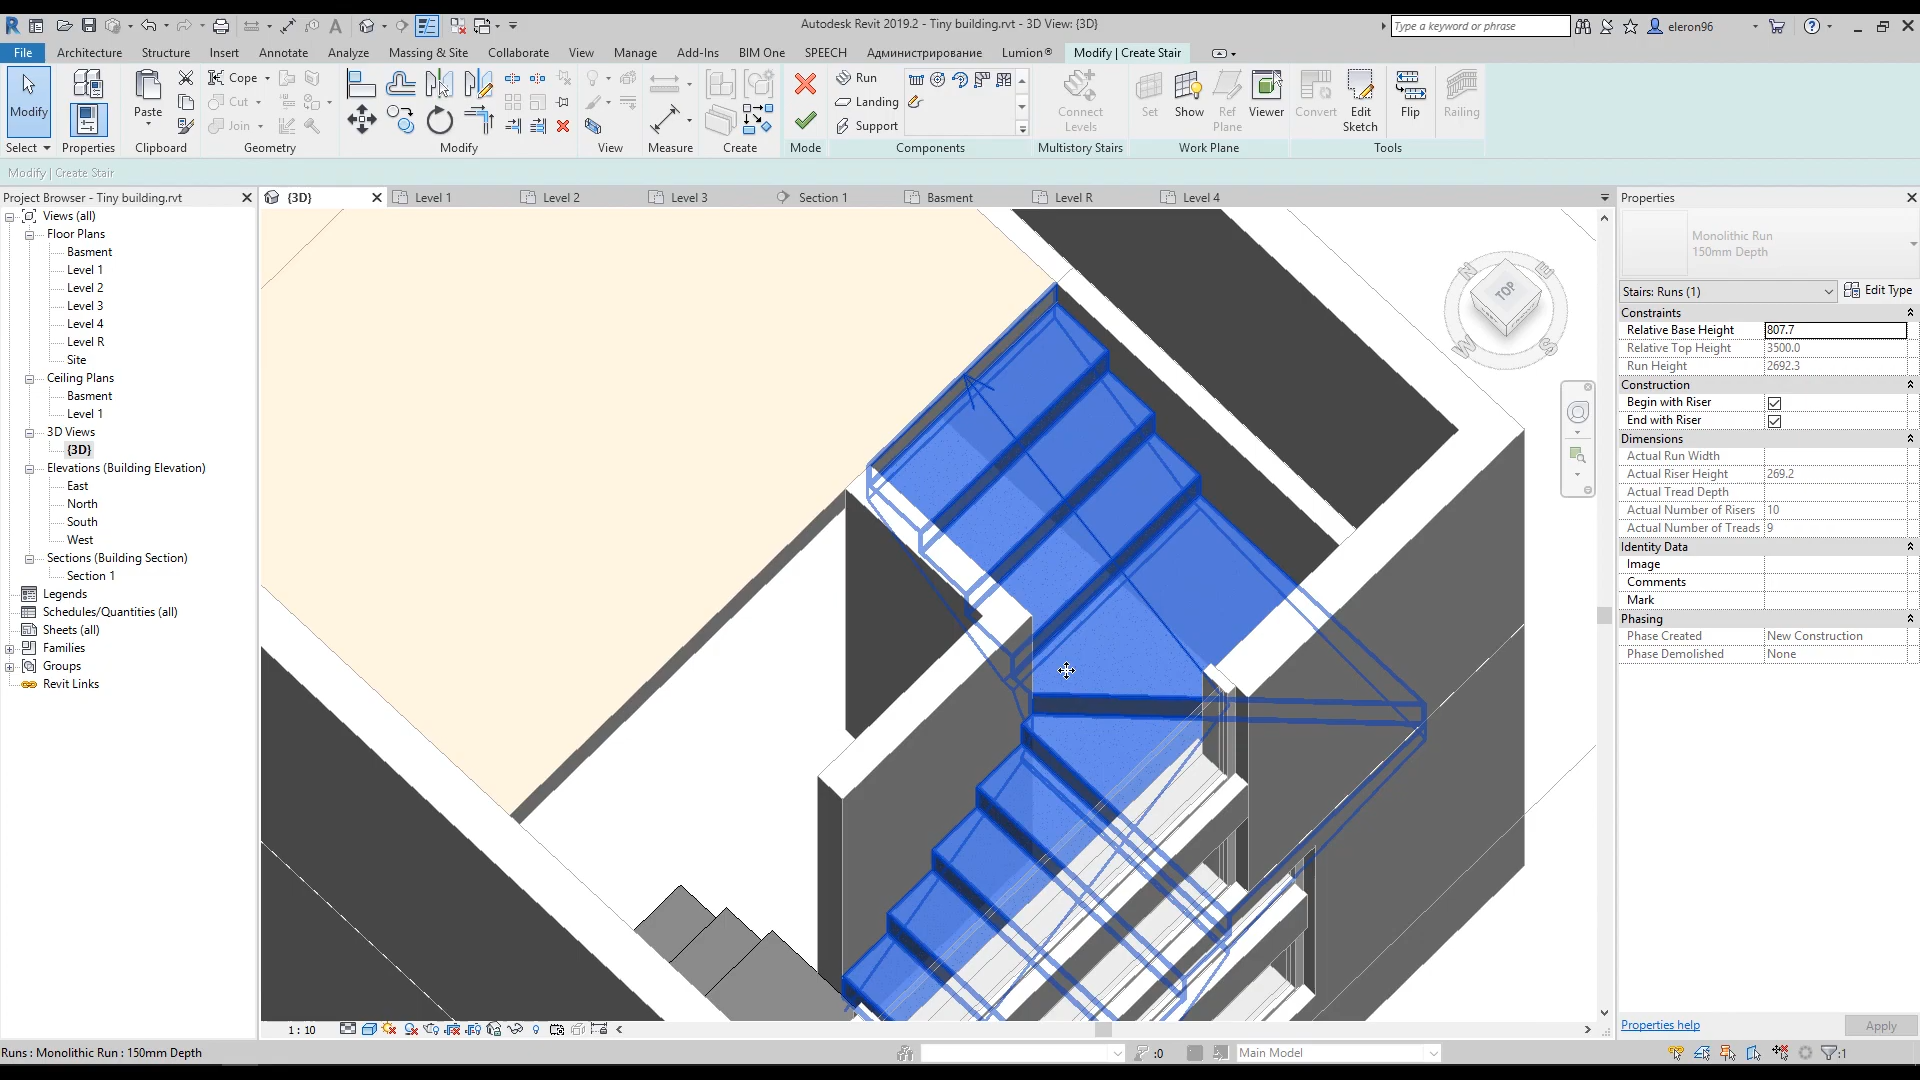 Autodesk Revit 2019.2 - Tiny building.rvt - 3D View: {3D}
Type a keyword or phrase
eleron96
File
Architecture
Structure
Insert
Annotate
Analyze
Massing & Site
Collaborate
View
Manage
Add-Ins
BIM One
SPEECH
Администрирование
Lumion®
Modify | Create Stair
Modify
Select
Properties
Paste
Clipboard
Cope
Cut
Join
Geometry
Modify
View
Measure
Create
Mode
Run
Landing
Support
Components
Connect
Levels
Multistory Stairs
Set
Show
Ref
Plane
Viewer
Work Plane
Convert
Edit
Sketch
Flip
Railing
Tools
Modify | Create Stair
Project Browser - Tiny building.rvt
Views (all)
Floor Plans
Basment
Level 1
Level 2
Level 3
Level 4
Level R
Site
Ceiling Plans
Basment
Level 1
3D Views
{3D}
Elevations (Building Elevation)
East
North
South
West
Sections (Building Section)
Section 1
Legends
Schedules/Quantities (all)
Sheets (all)
Families
Groups
Revit Links
{3D}
Level 1
Level 2
Level 3
Section 1
Basment
Level R
Level 4
TOP
N
E
W
S
1 : 10
Properties
Monolithic Run
150mm Depth
Stairs: Runs (1)
Edit Type
Constraints
Relative Base Height 807.7
Relative Top Height 3500.0
Run Height 2692.3
Construction
Begin with Riser
End with Riser
Dimensions
Actual Run Width
Actual Riser Height 269.2
Actual Tread Depth
Actual Number of Risers 10
Actual Number of Treads 9
Identity Data
Image
Comments
Mark
Phasing
Phase Created New Construction
Phase Demolished None
Properties help
Apply
Runs : Monolithic Run : 150mm Depth
:0
Main Model
:1